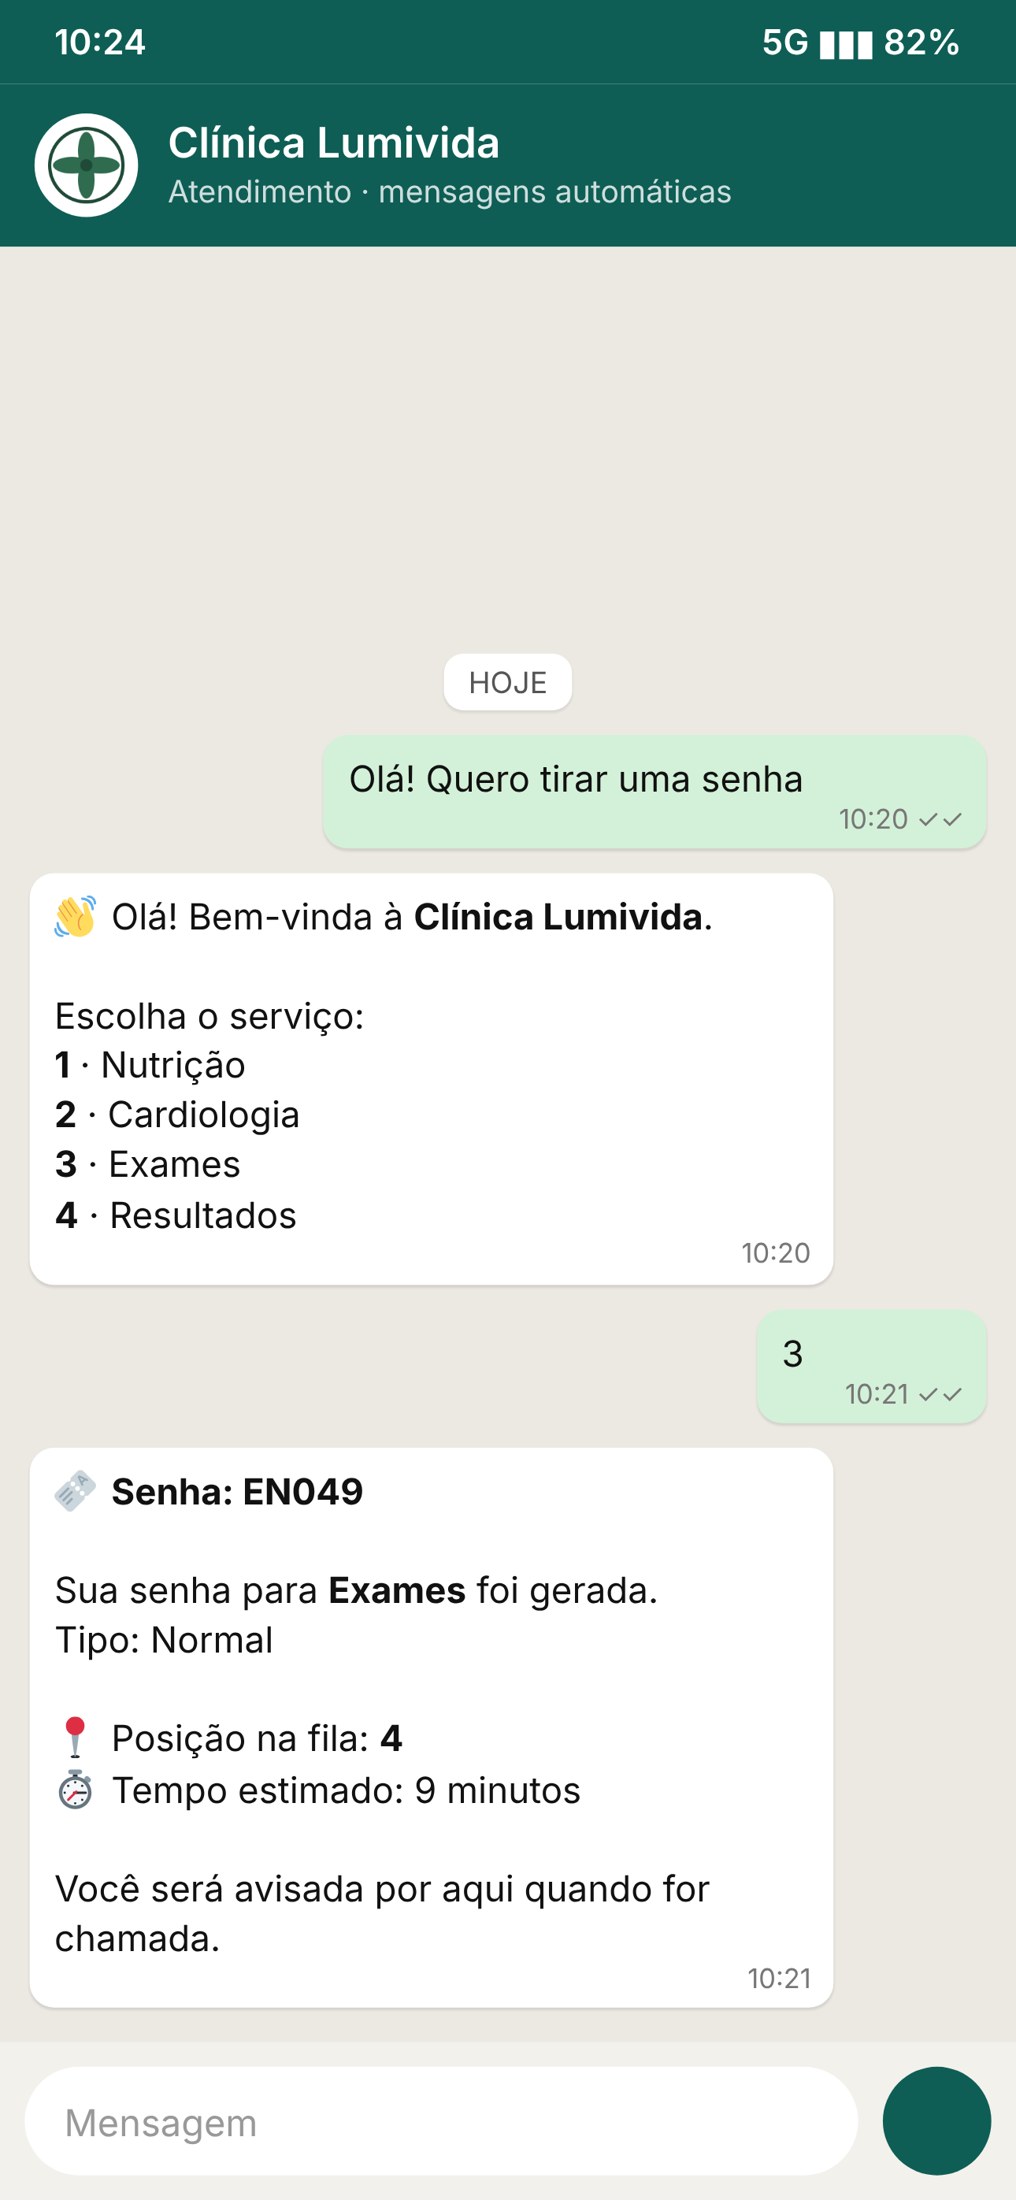 10:24
5G 82%
Clínica Lumivida
Atendimento · mensagens automáticas
HOJE
Olá! Quero tirar uma senha
10:20
👋 Olá! Bem-vinda à Clínica Lumivida.
Escolha o serviço:
1 · Nutrição
2 · Cardiologia
3 · Exames
4 · Resultados
10:20
3
10:21
Senha: EN049
Sua senha para Exames foi gerada.
Tipo: Normal
📍 Posição na fila: 4
⏱ Tempo estimado: 9 minutos
Você será avisada por aqui quando for
chamada.
10:21
Mensagem